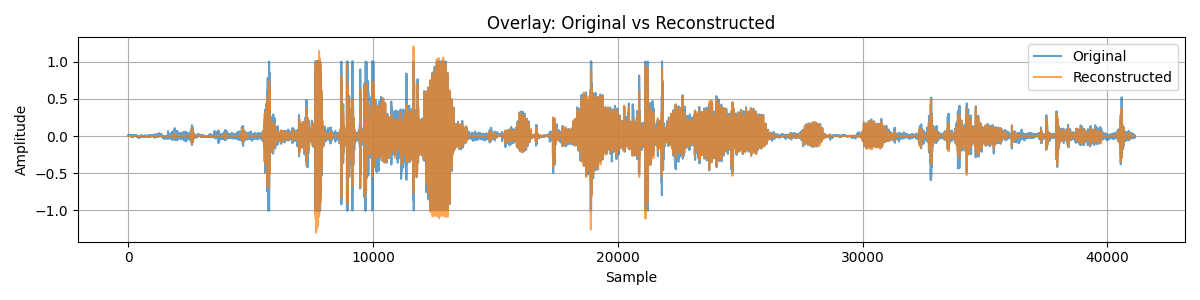 Overlay: Original vs Reconstructed
Original
Reconstructed
Amplitude
1.0
0.5
0.0
−0.5
−1.0
0
10000
20000
30000
40000
Sample